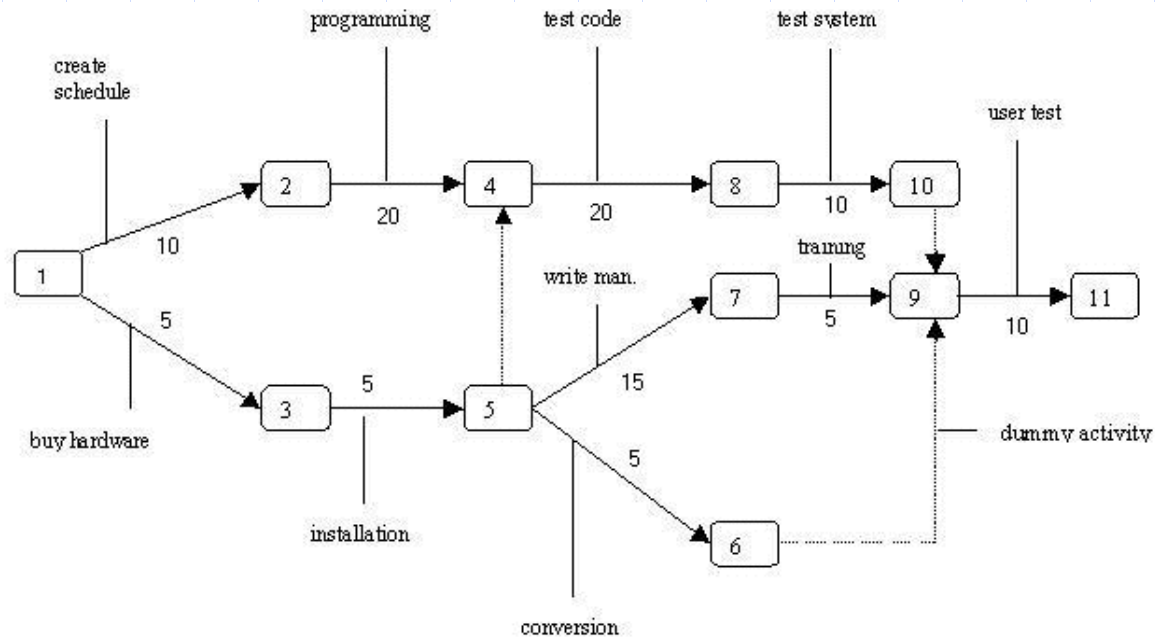 programming
test code
test system
create
schedule
user test
2
4
8
10
20
20
10
10
training
1
write man.
7
9
11
5
5
10
5
15
3
5
buy hardware
5
dummy activity
installation
6
conversion